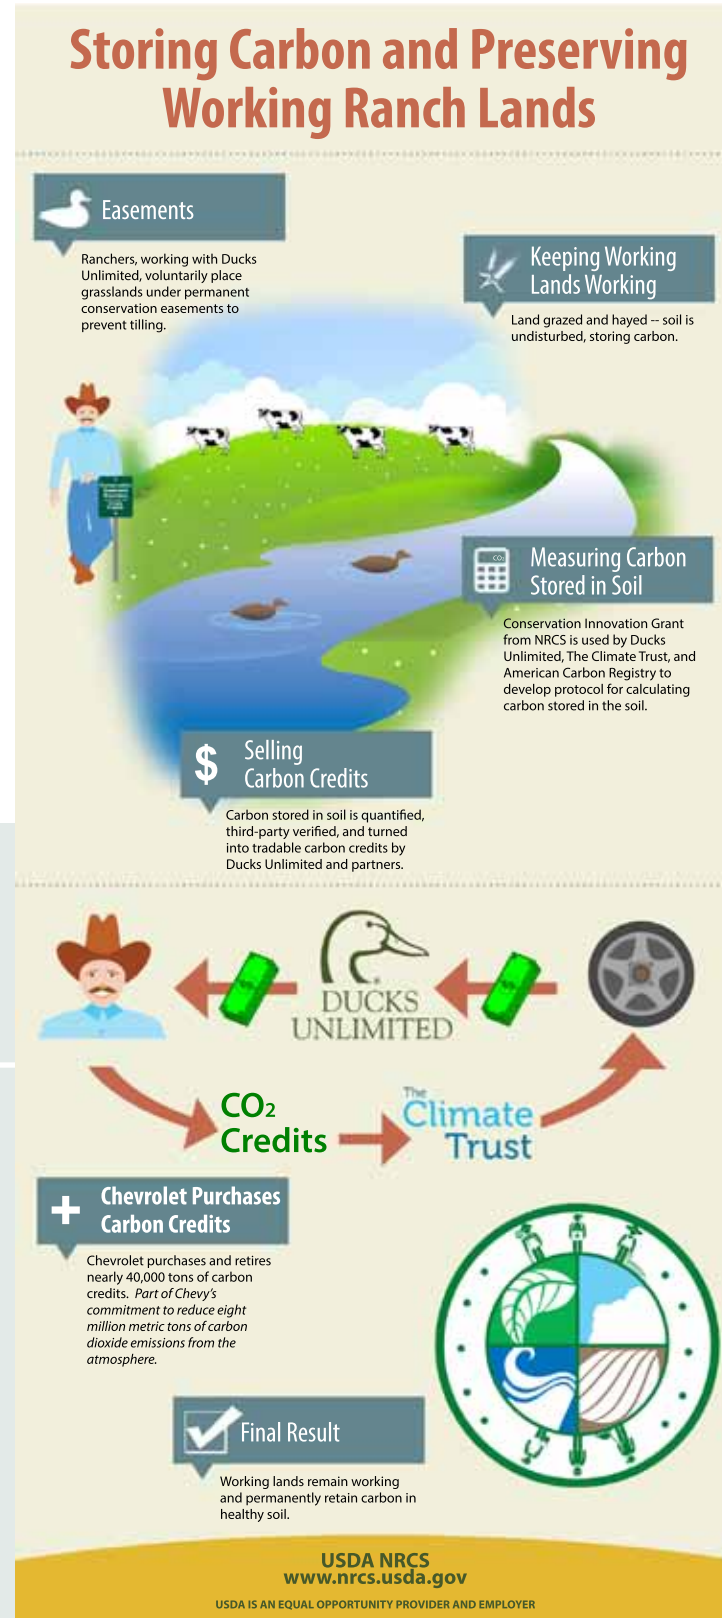 Storing Carbon and Preserving
Working Ranch Lands
Easements
Ranchers, working with Ducks
Unlimited, voluntarily place
grasslands under permanent
conservation easements to
prevent tilling.
Keeping Working
Lands Working
Land grazed and hayed -- soil is
undisturbed, storing carbon.
CO2
Measuring Carbon
Stored in Soil
Conservation Innovation Grant
from NRCS is used by Ducks
Unlimited, The Climate Trust, and
American Carbon Registry to
develop protocol for calculating
carbon stored in the soil.
$ Selling
Carbon Credits
Carbon stored in soil is quantified,
third-party verified, and turned
into tradable carbon credits by
Ducks Unlimited and partners.
DUCKS
UNLIMITED
CO2
Credits
The
Climate
Trust
+ Chevrolet Purchases
Carbon Credits
Chevrolet purchases and retires
nearly 40,000 tons of carbon
credits. Part of Chevy's
commitment to reduce eight
million metric tons of carbon
dioxide emissions from the
atmosphere.
Final Result
Working lands remain working
and permanently retain carbon in
healthy soil.
USDA NRCS
www.nrcs.usda.gov
USDA IS AN EQUAL OPPORTUNITY PROVIDER AND EMPLOYER